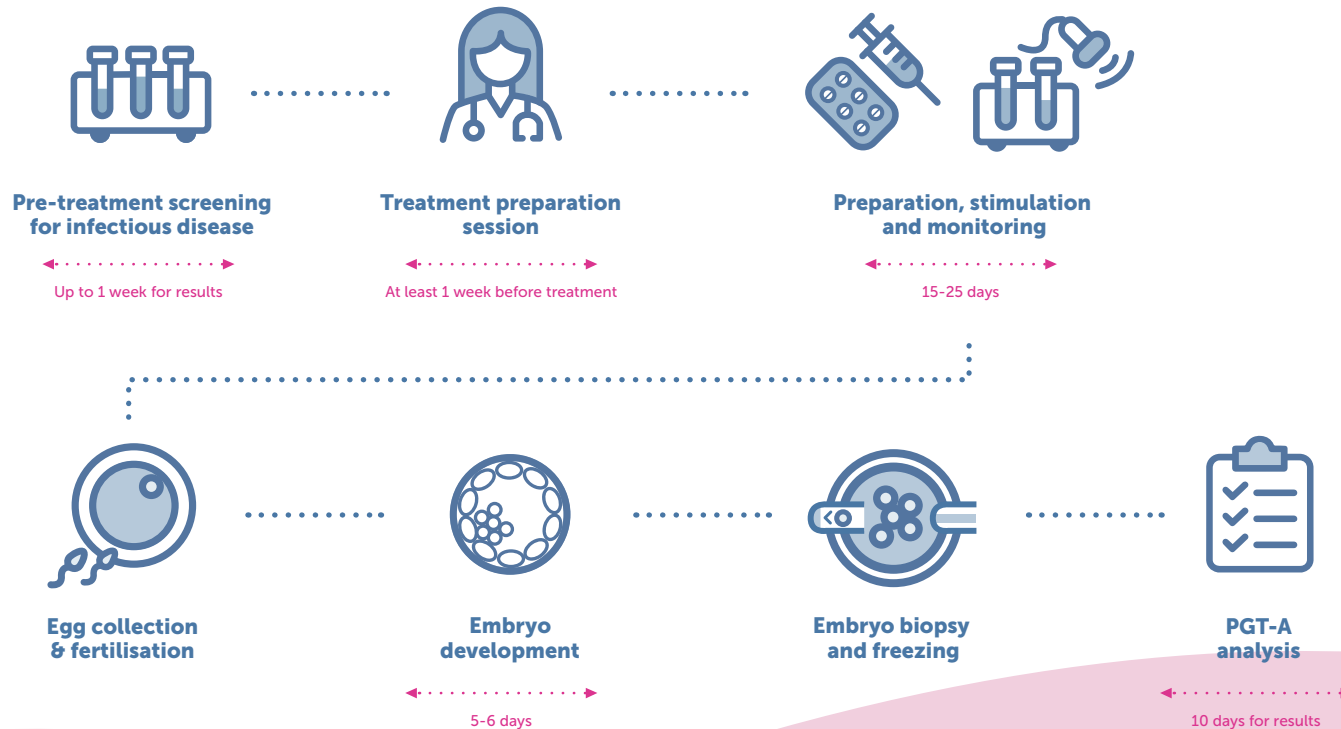 Pre-treatment screening
for infectious disease
Up to 1 week for results
Treatment preparation
session
At least 1 week before treatment
Preparation, stimulation
and monitoring
15-25 days
Egg collection
& fertilisation
Embryo
development
5-6 days
Embryo biopsy
and freezing
PGT-A
analysis
10 days for results